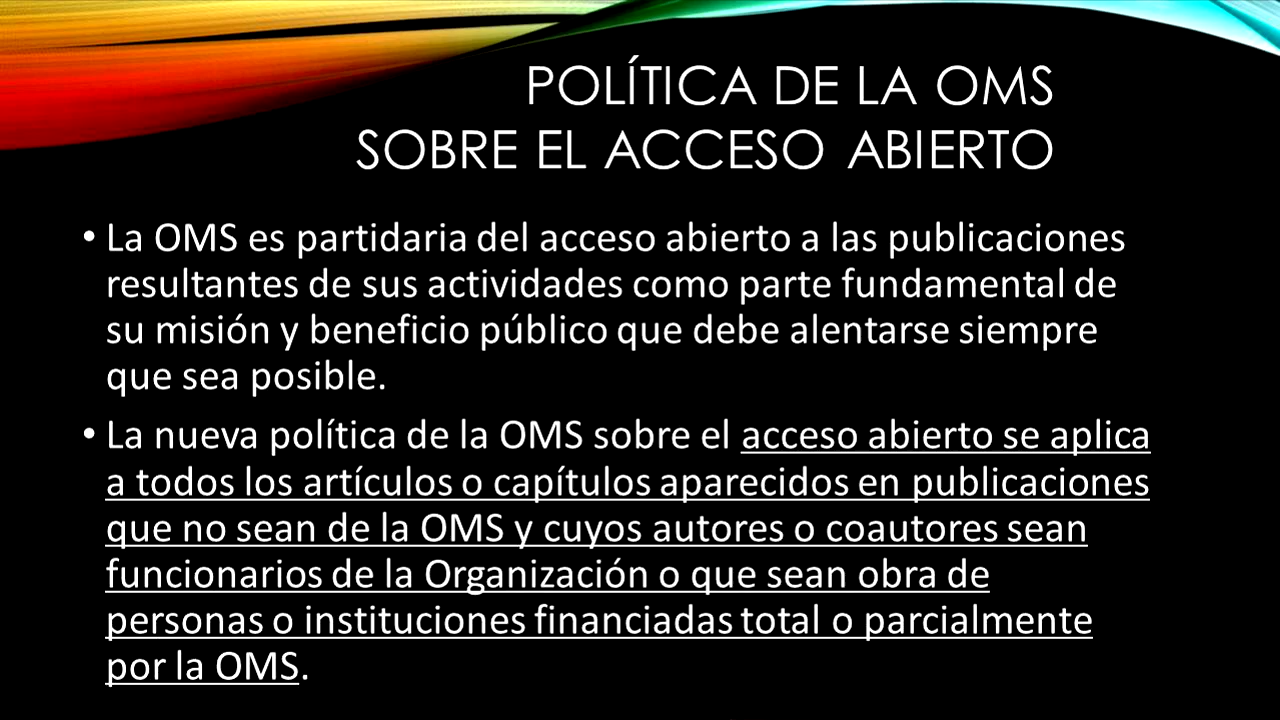 POLÍTICA DE LA OMS
SOBRE EL ACCESO ABIERTO
• La OMS es partidaria del acceso abierto a las publicaciones
resultantes de sus actividades como parte fundamental de
su misión y beneficio público que debe alentarse siempre
que sea posible.
• La nueva política de la OMS sobre el acceso abierto se aplica
a todos los artículos o capítulos aparecidos en publicaciones
que no sean de la OMS y cuyos autores o coautores sean
funcionarios de la Organización o que sean obra de
personas o instituciones financiadas total o parcialmente
por la OMS.